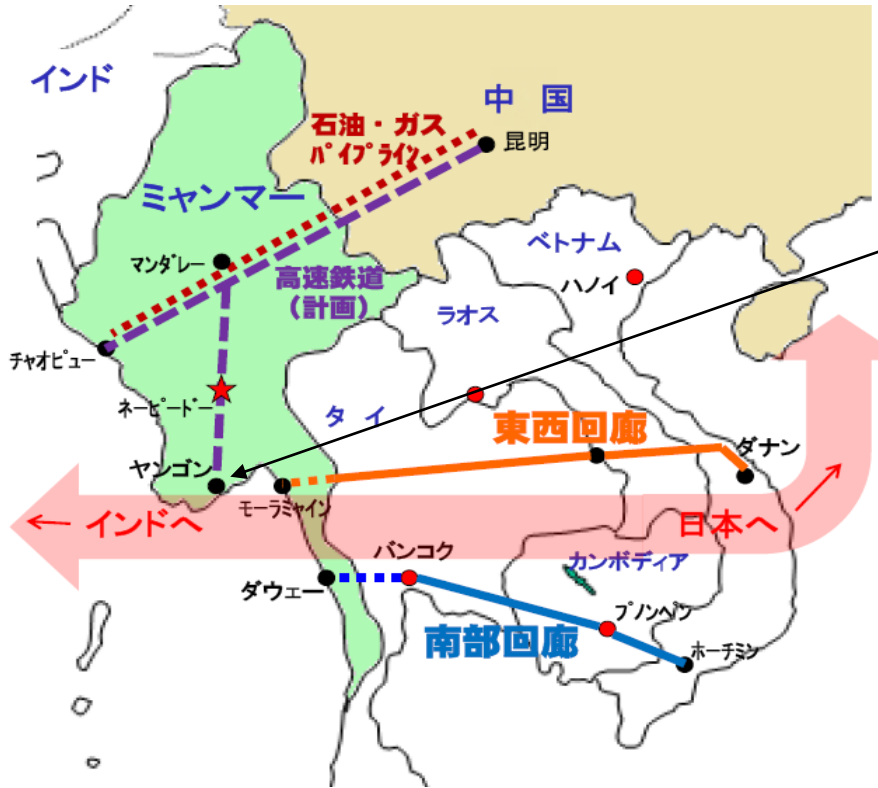 インド
中 国
石油・ガス
ﾊﾟｲﾌﾟﾗｲﾝ
昆明
ミャンマー
ベトナム
マンダﾚｰ
ハノイ
高速鉄道
（計画）
ラオス
チャオピュー
ネーピードー
タ イ
東西回廊
ダナン
ヤンゴン
モーラミャイン
インドへ
日本へ
バンコク
カンボディア
ダウェー
プノンペン
南部回廊
ホーチミン